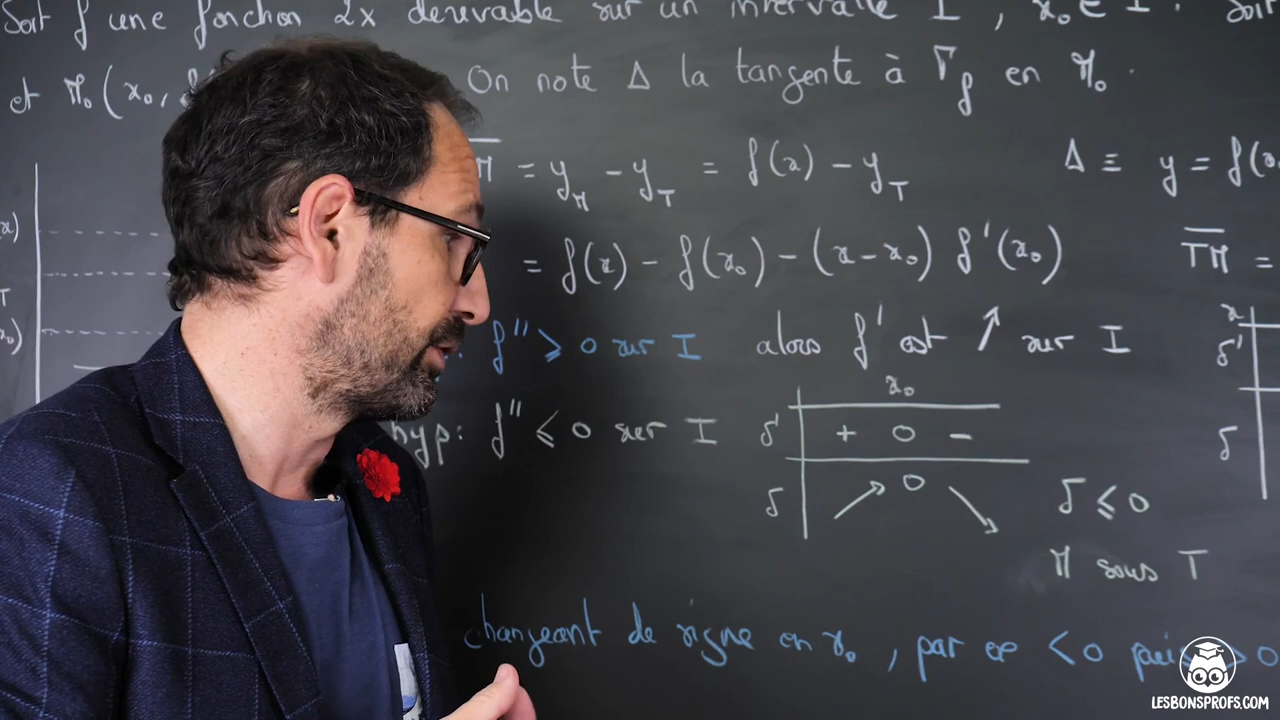 Soit f une fonction 2x dérivable sur un intervalle I, x₀ ∈ I. Soit
et M₀(x₀, On note Δ la tangente à Γf en M₀.
= y_M - y_T = f(x) - y_T
Δ ≡ y = f(x₀
= f(x) - f(x₀) - (x-x₀) f'(x₀)
TM =
f'' ⩾ 0 sur I alors f' est ↗ sur I
hyp: f'' ⩽ 0 sur I
x₀
δ' + 0 -
δ ↗ 0 ↘
δ ⩽ 0
M sous T
x
δ'
δ
changeant de signe en x₀, par ex < 0 puis > 0
LESBONSPROFS.COM